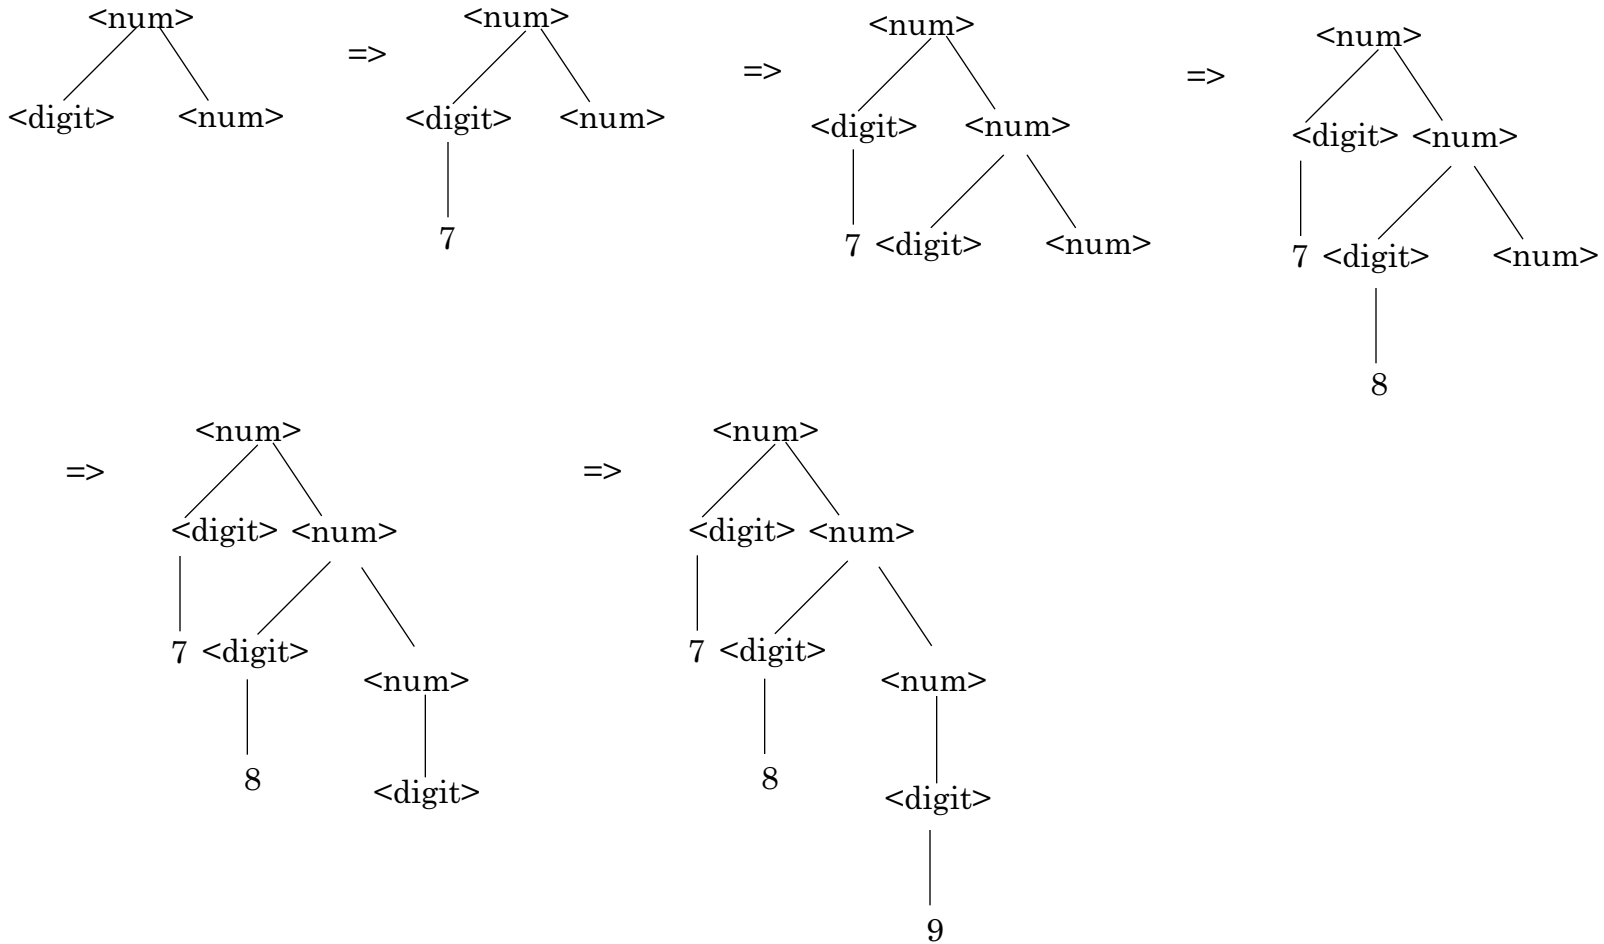 <num> => <num> => <num> => <num>
<digit> <num> <digit> <num> <digit> <num> <digit> <num>
7 7 <digit> <num> 7 <digit> <num>
8
=> <num> => <num>
<digit> <num> <digit> <num>
7 <digit> 7 <digit>
<num> <num>
8 8
<digit> <digit>
9